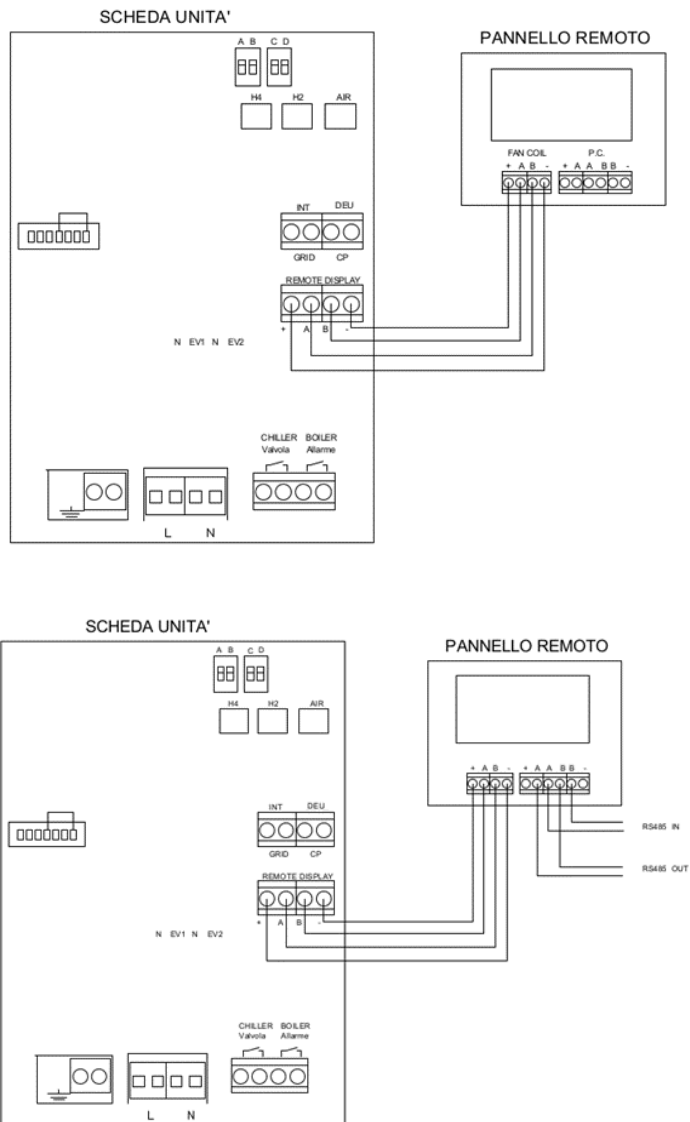 SCHEDA UNITA'
A B C D
H4 H2 AIR
INT DEU
GRID CP
REMOTE DISPLAY
+ A B -
N EV1 N EV2
CHILLER BOILER
Valvola Allarme
L N
PANNELLO REMOTO
FAN COIL P.C.
+ A B - + A A B B -
SCHEDA UNITA'
A B C D
H4 H2 AIR
INT DEU
GRID CP
REMOTE DISPLAY
+ A B -
N EV1 N EV2
CHILLER BOILER
Valvola Allarme
L N
PANNELLO REMOTO
+ A B - + A A B B -
RS485 IN
RS485 OUT